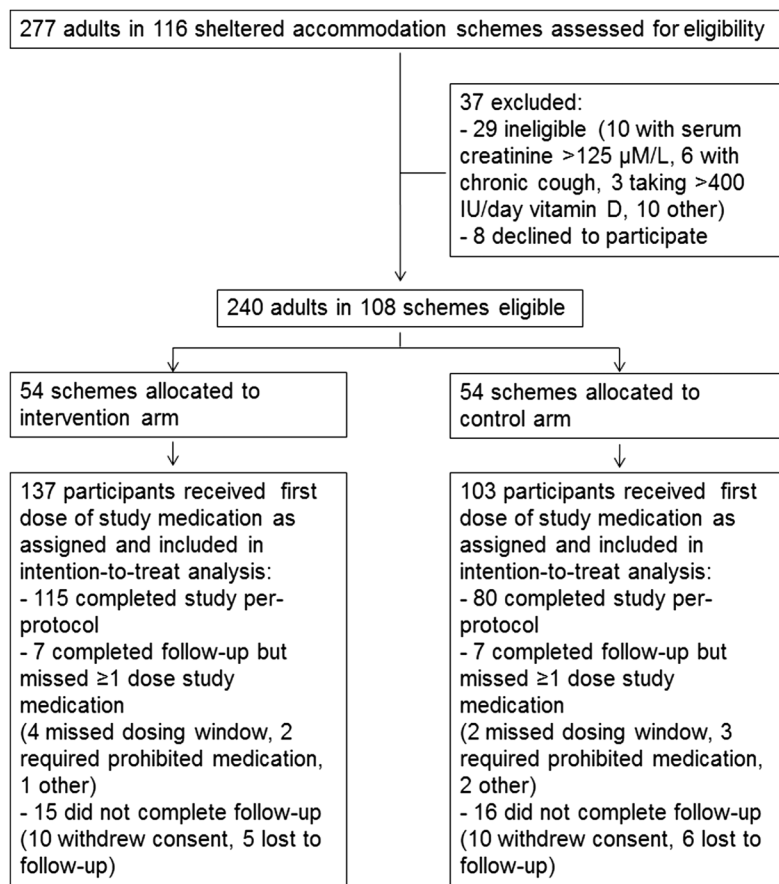 277 adults in 116 sheltered accommodation schemes assessed for eligibility
37 excluded:
- 29 ineligible (10 with serum
creatinine >125 µM/L, 6 with
chronic cough, 3 taking >400
IU/day vitamin D, 10 other)
- 8 declined to participate
240 adults in 108 schemes eligible
54 schemes allocated to
intervention arm
54 schemes allocated to
control arm
137 participants received first
dose of study medication as
assigned and included in
intention-to-treat analysis:
- 115 completed study per-
protocol
- 7 completed follow-up but
missed ≥1 dose study
medication
(4 missed dosing window, 2
required prohibited medication,
1 other)
- 15 did not complete follow-up
(10 withdrew consent, 5 lost to
follow-up)
103 participants received first
dose of study medication as
assigned and included in
intention-to-treat analysis:
- 80 completed study per-
protocol
- 7 completed follow-up but
missed ≥1 dose study
medication
(2 missed dosing window, 3
required prohibited medication,
2 other)
- 16 did not complete follow-up
(10 withdrew consent, 6 lost to
follow-up)